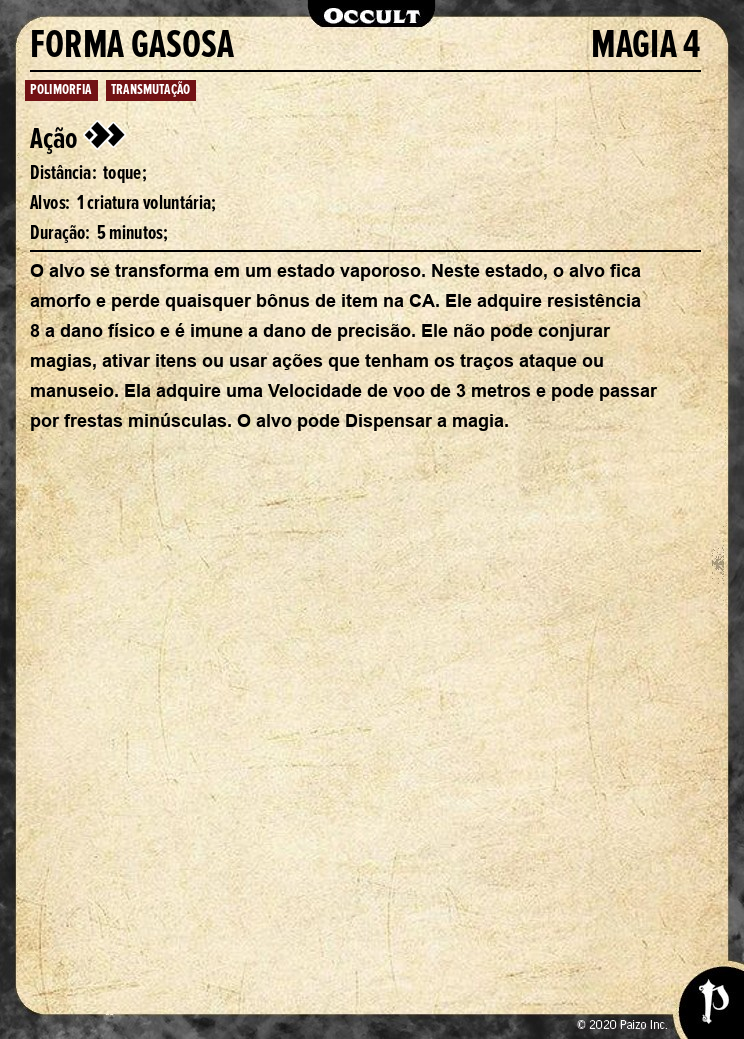 Occult
FORMA GASOSA MAGIA 4
POLIMORFIA TRANSMUTAÇÃO
Ação
Distância: toque;
Alvos: 1 criatura voluntária;
Duração: 5 minutos;
O alvo se transforma em um estado vaporoso. Neste estado, o alvo fica
amorfo e perde quaisquer bônus de item na CA. Ele adquire resistência
8 a dano físico e é imune a dano de precisão. Ele não pode conjurar
magias, ativar itens ou usar ações que tenham os traços ataque ou
manuseio. Ela adquire uma Velocidade de voo de 3 metros e pode passar
por frestas minúsculas. O alvo pode Dispensar a magia.
© 2020 Paizo Inc.
P